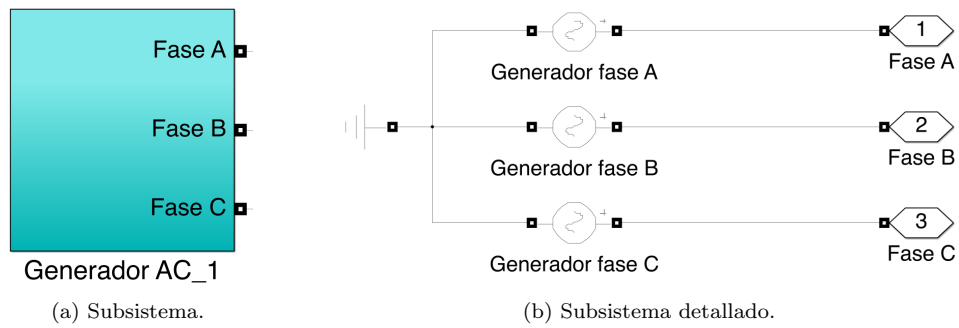 Fase A
Fase B
Fase C
Generador AC_1
(a) Subsistema.
Generador fase A
1
Fase A
Generador fase B
2
Fase B
Generador fase C
3
Fase C
(b) Subsistema detallado.